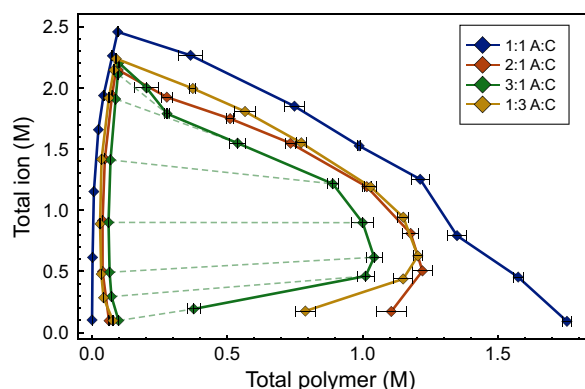 2.5
2.0
1.5
1.0
0.5
0.0
Total ion (M)
1:1 A:C
2:1 A:C
3:1 A:C
1:3 A:C
0.0 0.5 1.0 1.5
Total polymer (M)